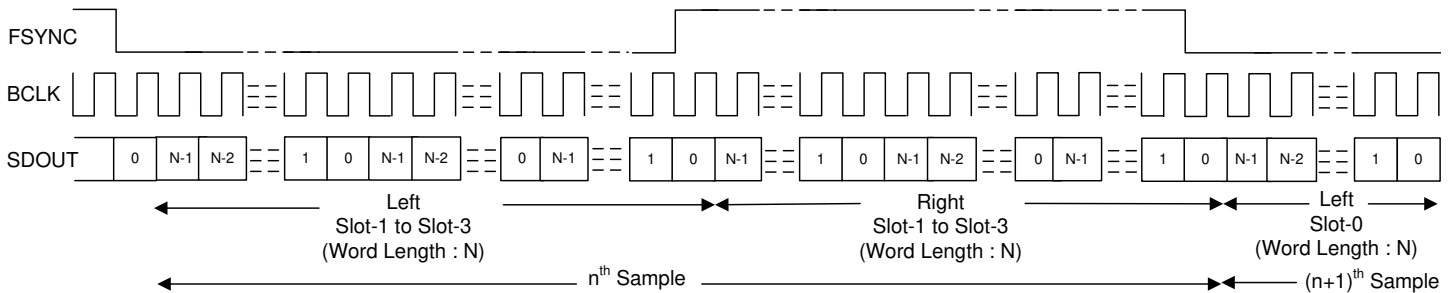 FSYNC
BCLK
SDOUT 0 N-1 N-2 1 0 N-1 N-2 0 N-1 1 0 N-1 1 0 N-1 N-2 0 N-1 1 0 N-1 N-2 1 0
Left Right Left
Slot-1 to Slot-3 Slot-1 to Slot-3 Slot-0
(Word Length : N) (Word Length : N) (Word Length : N)
nth Sample (n+1)th Sample